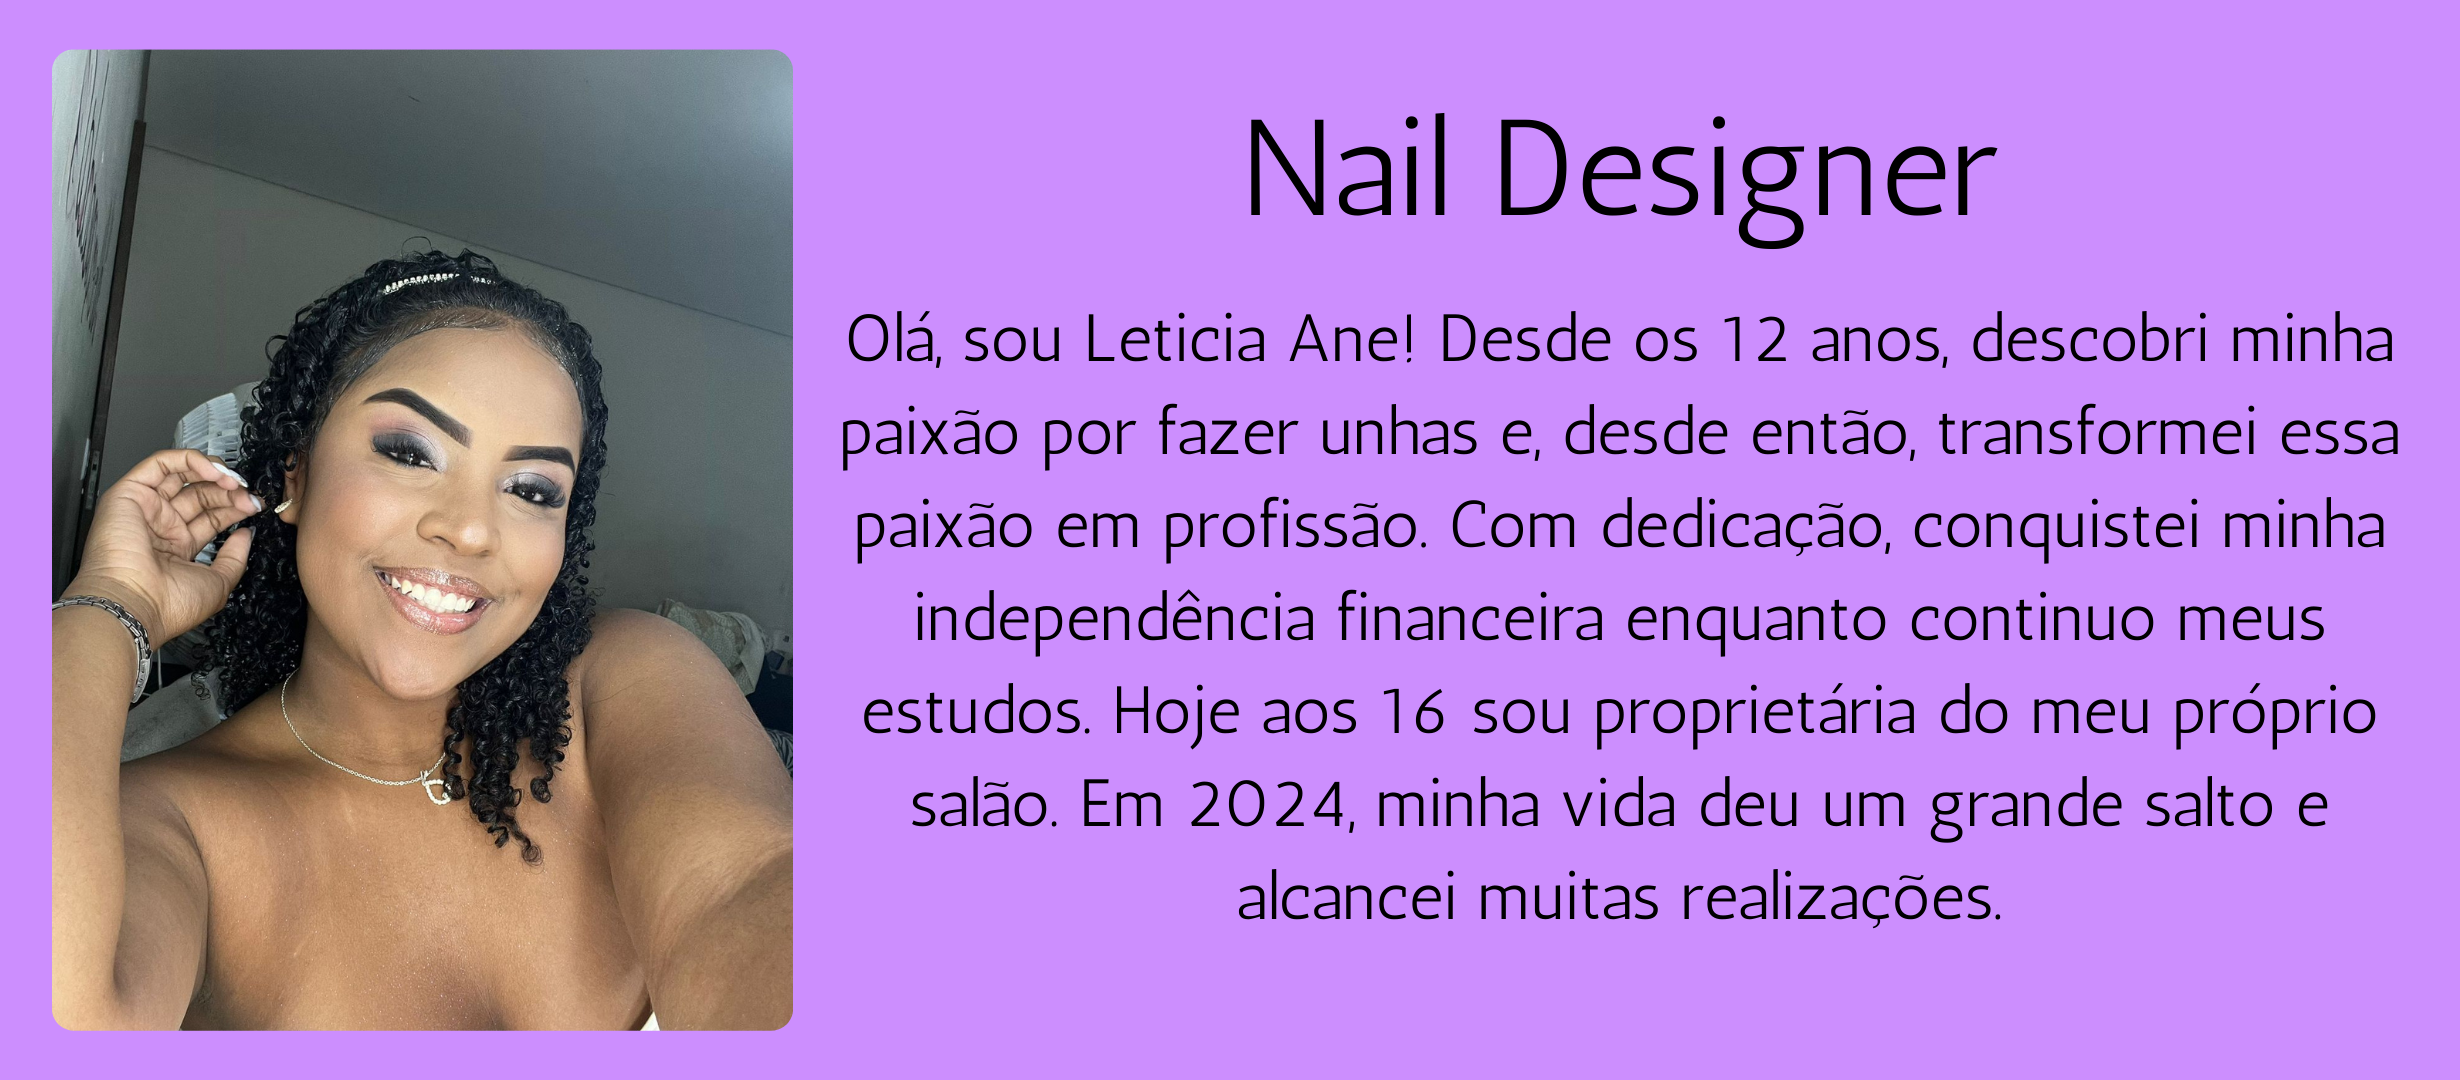 Nail Designer
Olá, sou Leticia Ane! Desde os 12 anos, descobri minha
paixão por fazer unhas e, desde então, transformei essa
paixão em profissão. Com dedicação, conquistei minha
independência financeira enquanto continuo meus
estudos. Hoje aos 16 sou proprietária do meu próprio
salão. Em 2024, minha vida deu um grande salto e
alcancei muitas realizações.